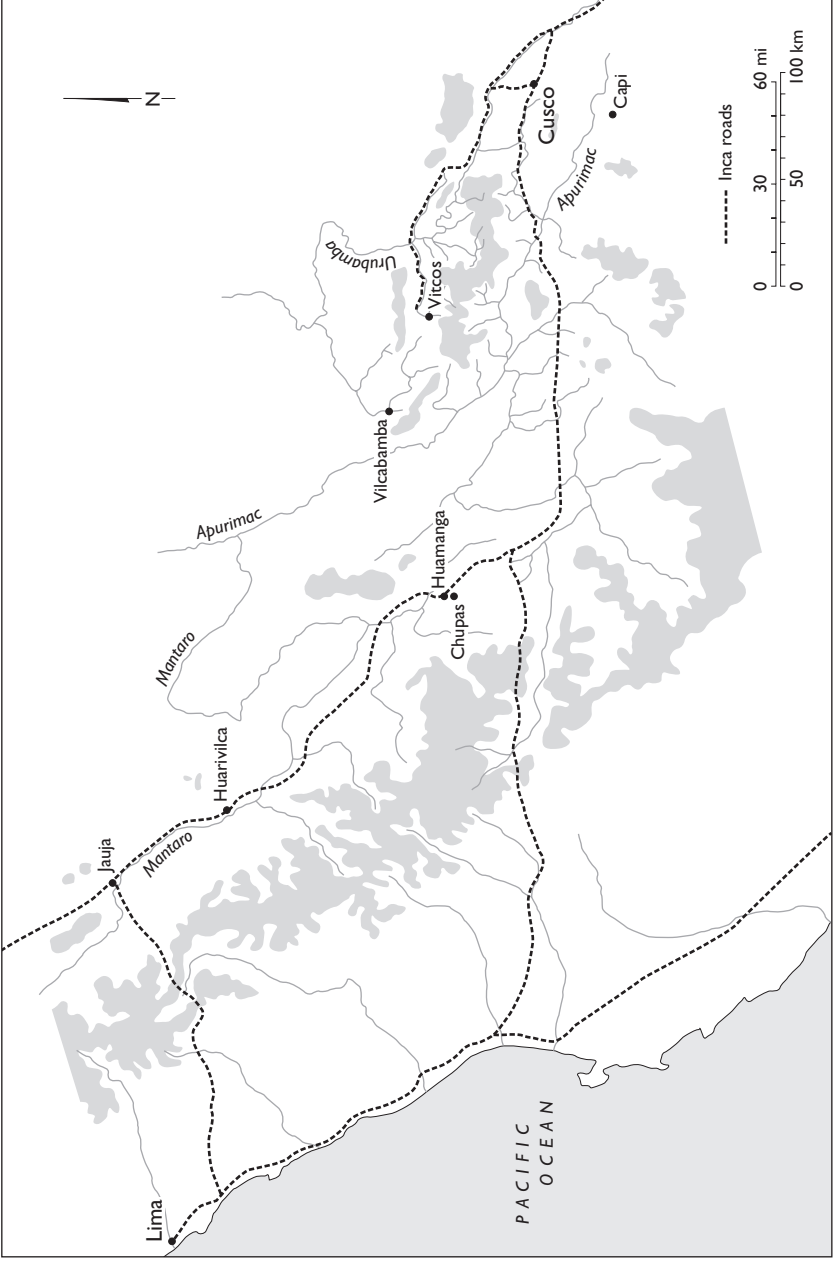 N
Capi
Cusco
Apurimac
Inca roads
60 mi
100 km
30
50
0
0
Urubamba
Vitcos
Vilcabamba
Apurimac
Huamanga
Chupas
Mantaro
Huarivilca
Jauja
Mantaro
Lima
PACIFIC
OCEAN